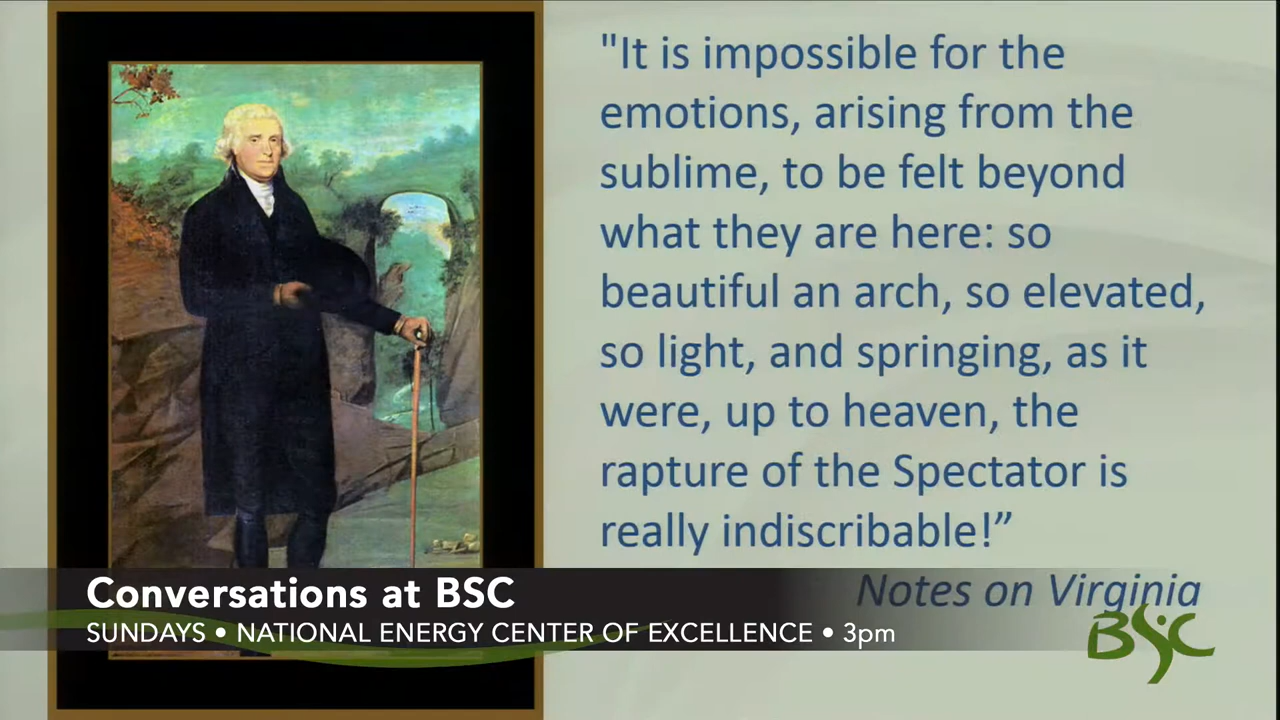 "It is impossible for the
emotions, arising from the
sublime, to be felt beyond
what they are here: so
beautiful an arch, so elevated,
so light, and springing, as it
were, up to heaven, the
rapture of the Spectator is
really indiscribable!”
Notes on Virginia
Conversations at BSC
SUNDAYS • NATIONAL ENERGY CENTER OF EXCELLENCE • 3pm
BSC